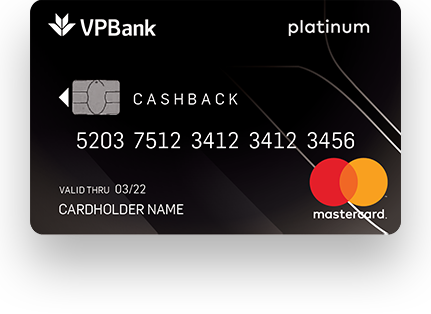 VPBank platinum
CASHBACK
5203 7512 3412 3412 3456
VALID THRU 03/22
CARDHOLDER NAME
mastercard.